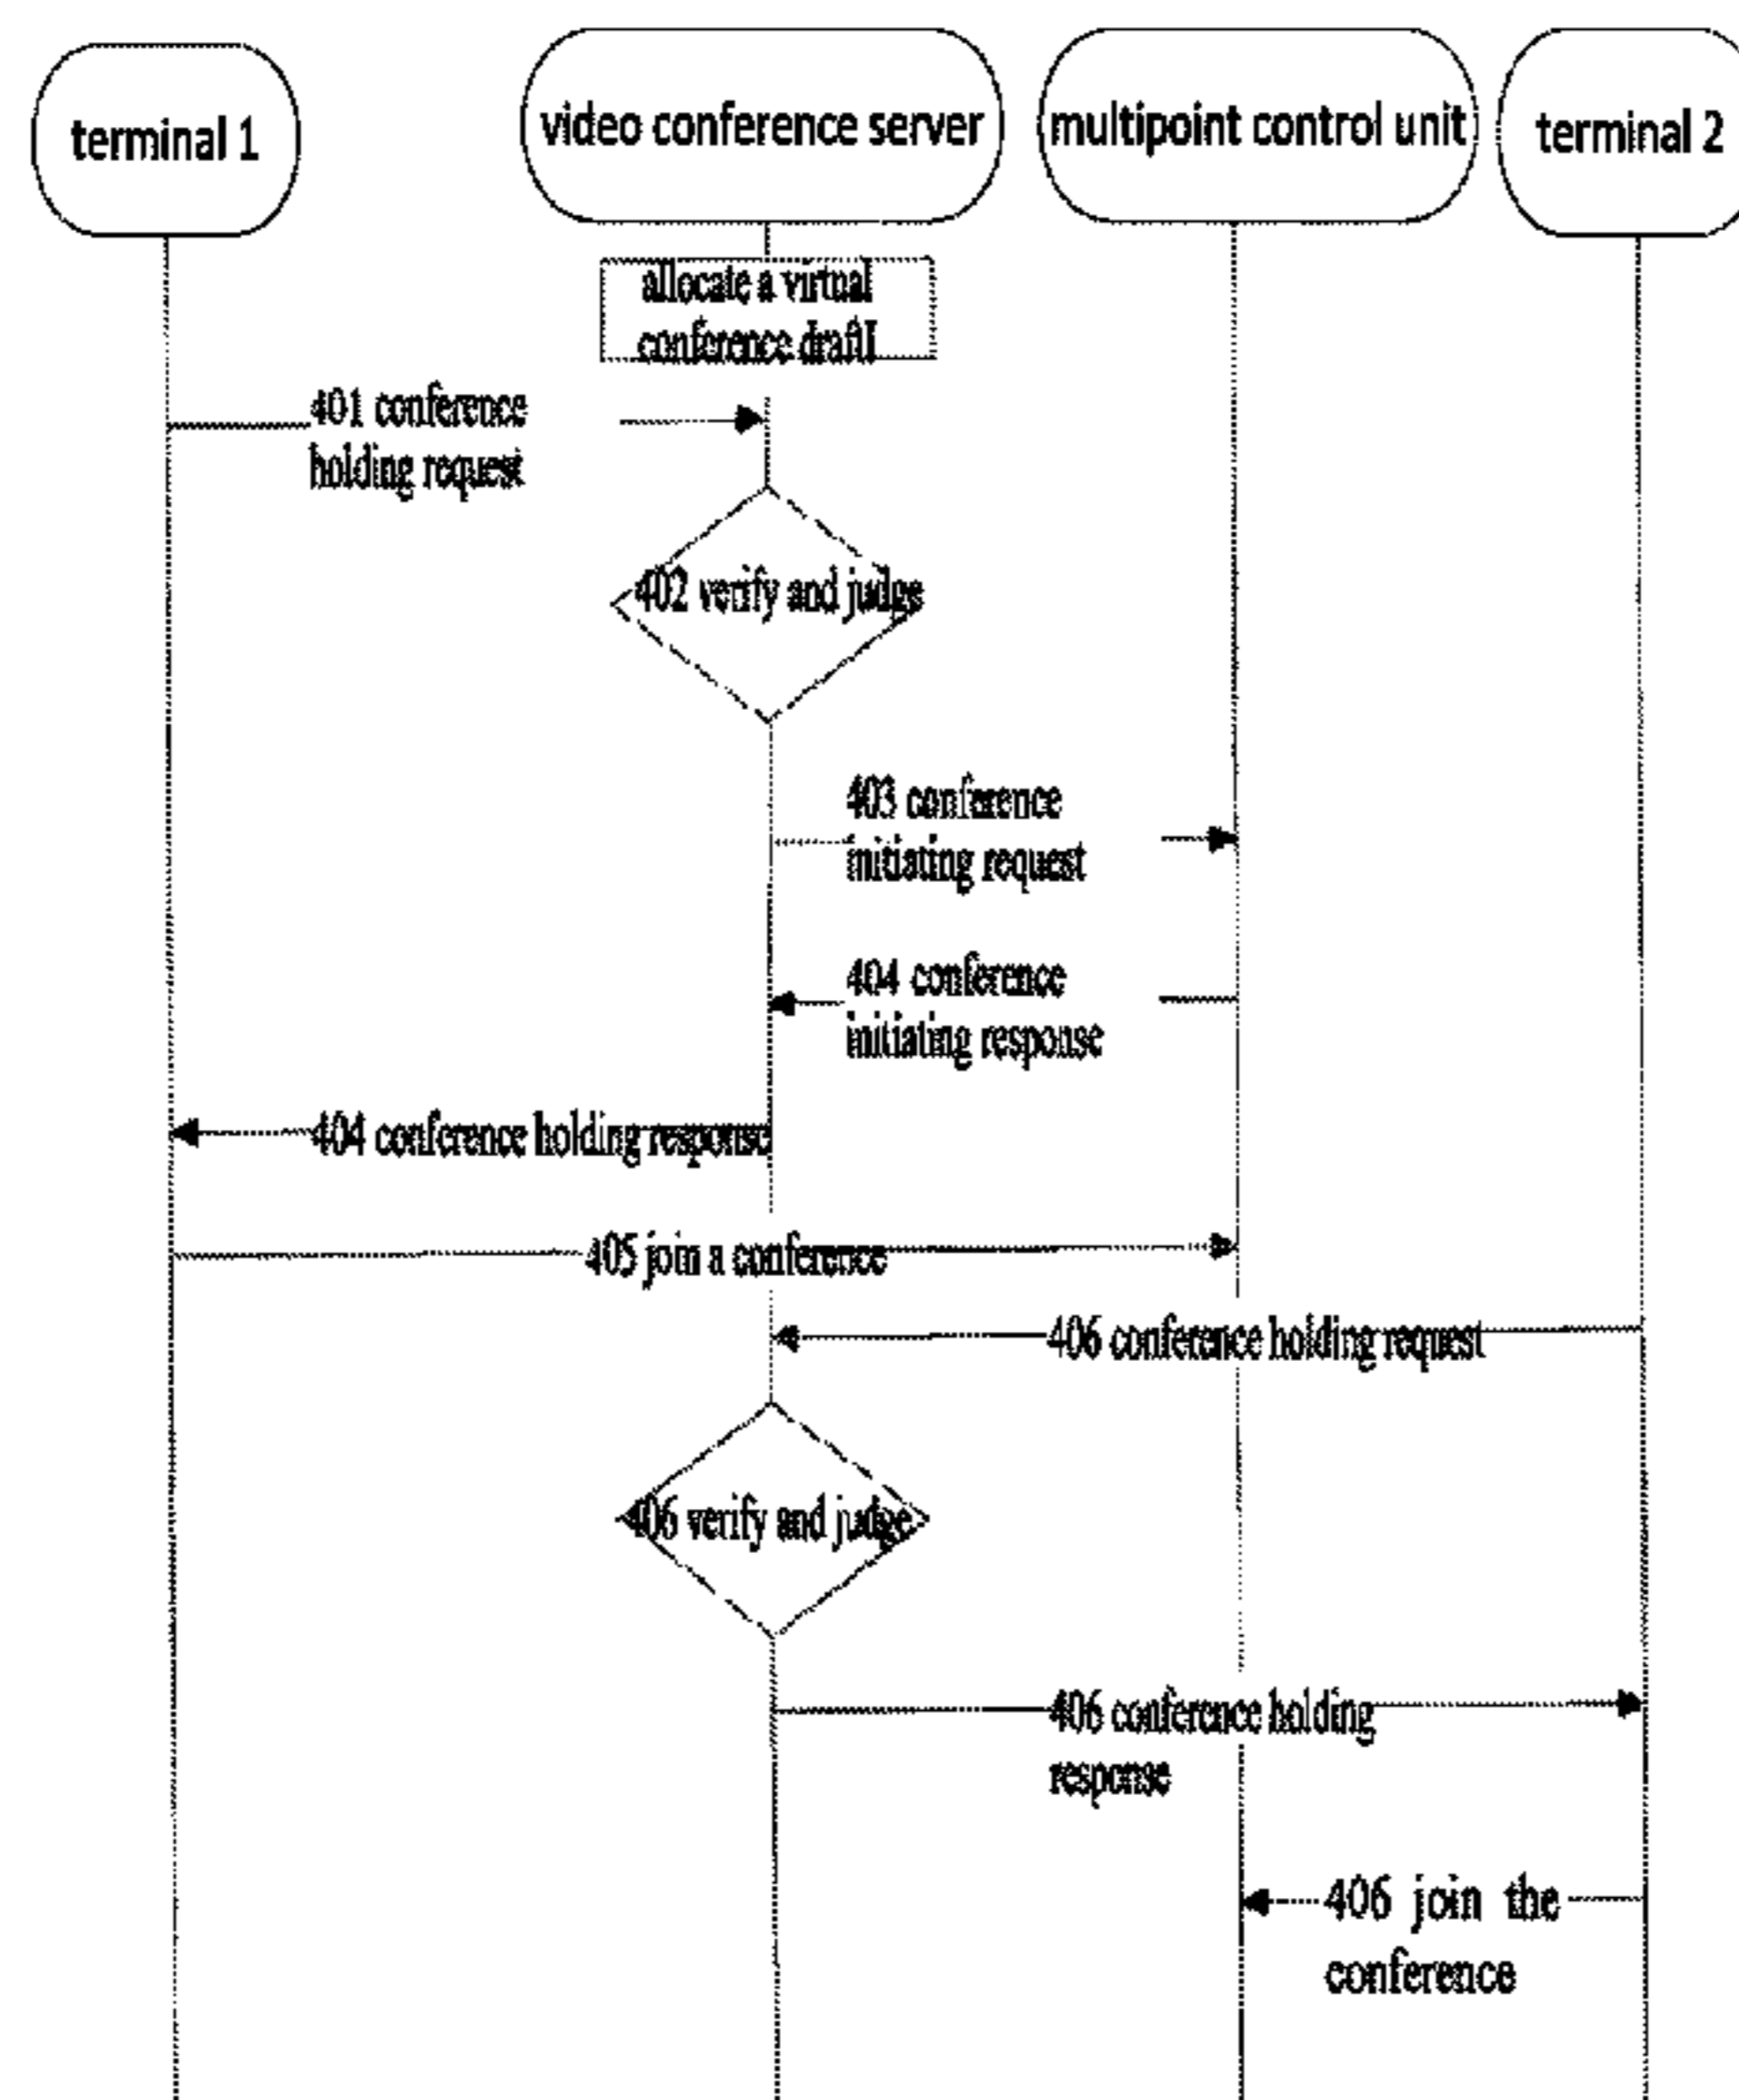 terminal 1
video conference server
multipoint control unit
terminal 2
allocate a virtual
conference draftI
401 conference
holding request
402 verify and judge
403 conference
initiating request
404 conference
initiating response
404 conference holding response
405 join a conference
406 conference holding request
406 verify and judge
406 conference holding
response
406 join the
conference